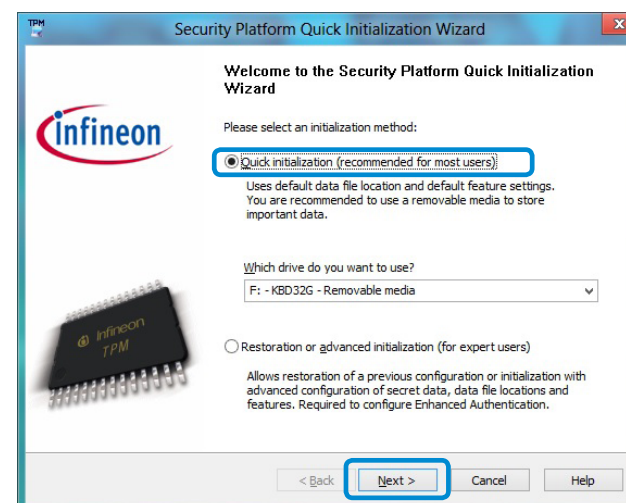 TPM
Security Platform Quick Initialization Wizard
x
Welcome to the Security Platform Quick Initialization
Wizard
Infineon
Please select an initialization method:
Quick initialization (recommended for most users)
Uses default data file location and default feature settings.
You are recommended to use a removable media to store
important data.
Which drive do you want to use?
F: - KBD32G - Removable media
Infineon
TPM
Restoration or advanced initialization (for expert users)
Allows restoration of a previous configuration or initialization with
advanced configuration of secret data, data file locations and
features. Required to configure Enhanced Authentication.
< Back
Next >
Cancel
Help